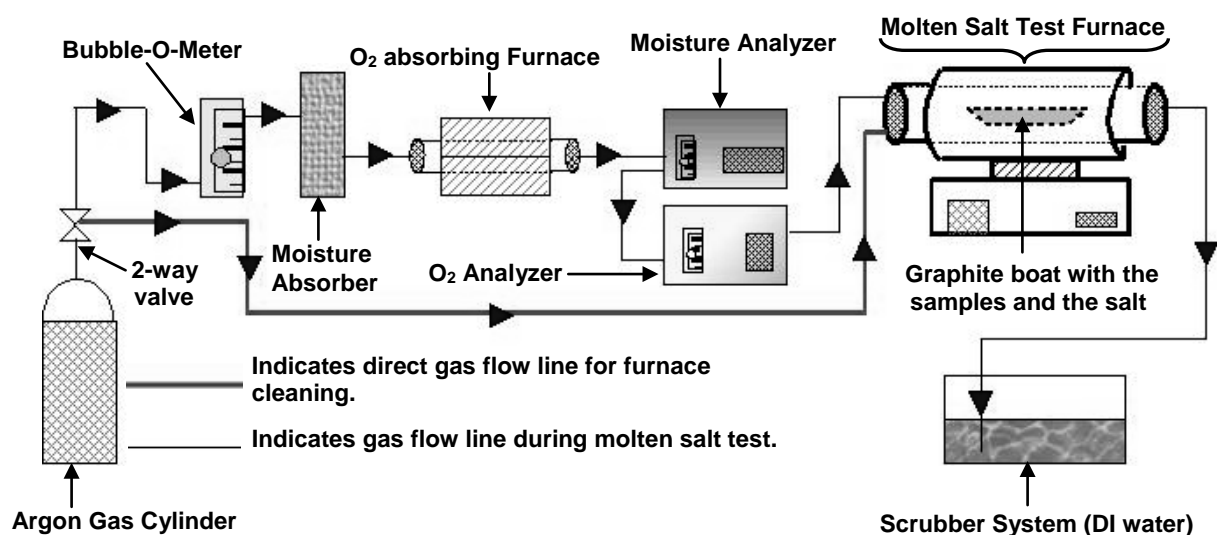 Molten Salt Test Furnace
Bubble-O-Meter
O₂ absorbing Furnace
Moisture Analyzer
2-way
valve
Moisture
Absorber
O₂ Analyzer
Graphite boat with the
samples and the salt
Indicates direct gas flow line for furnace
cleaning.
Indicates gas flow line during molten salt test.
Argon Gas Cylinder
Scrubber System (DI water)